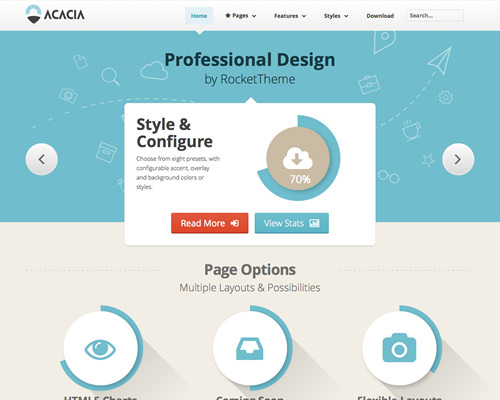 ACACIA
Home Pages Features Styles Download Search...
Professional Design
by RocketTheme
Style &
Configure
Choose from eight presets, with
configurable accent, overlay
and background colors or
styles.
70%
Read More View Stats
Page Options
Multiple Layouts & Possibilities
HTML5 Charts Coming Soon Flexible Layouts